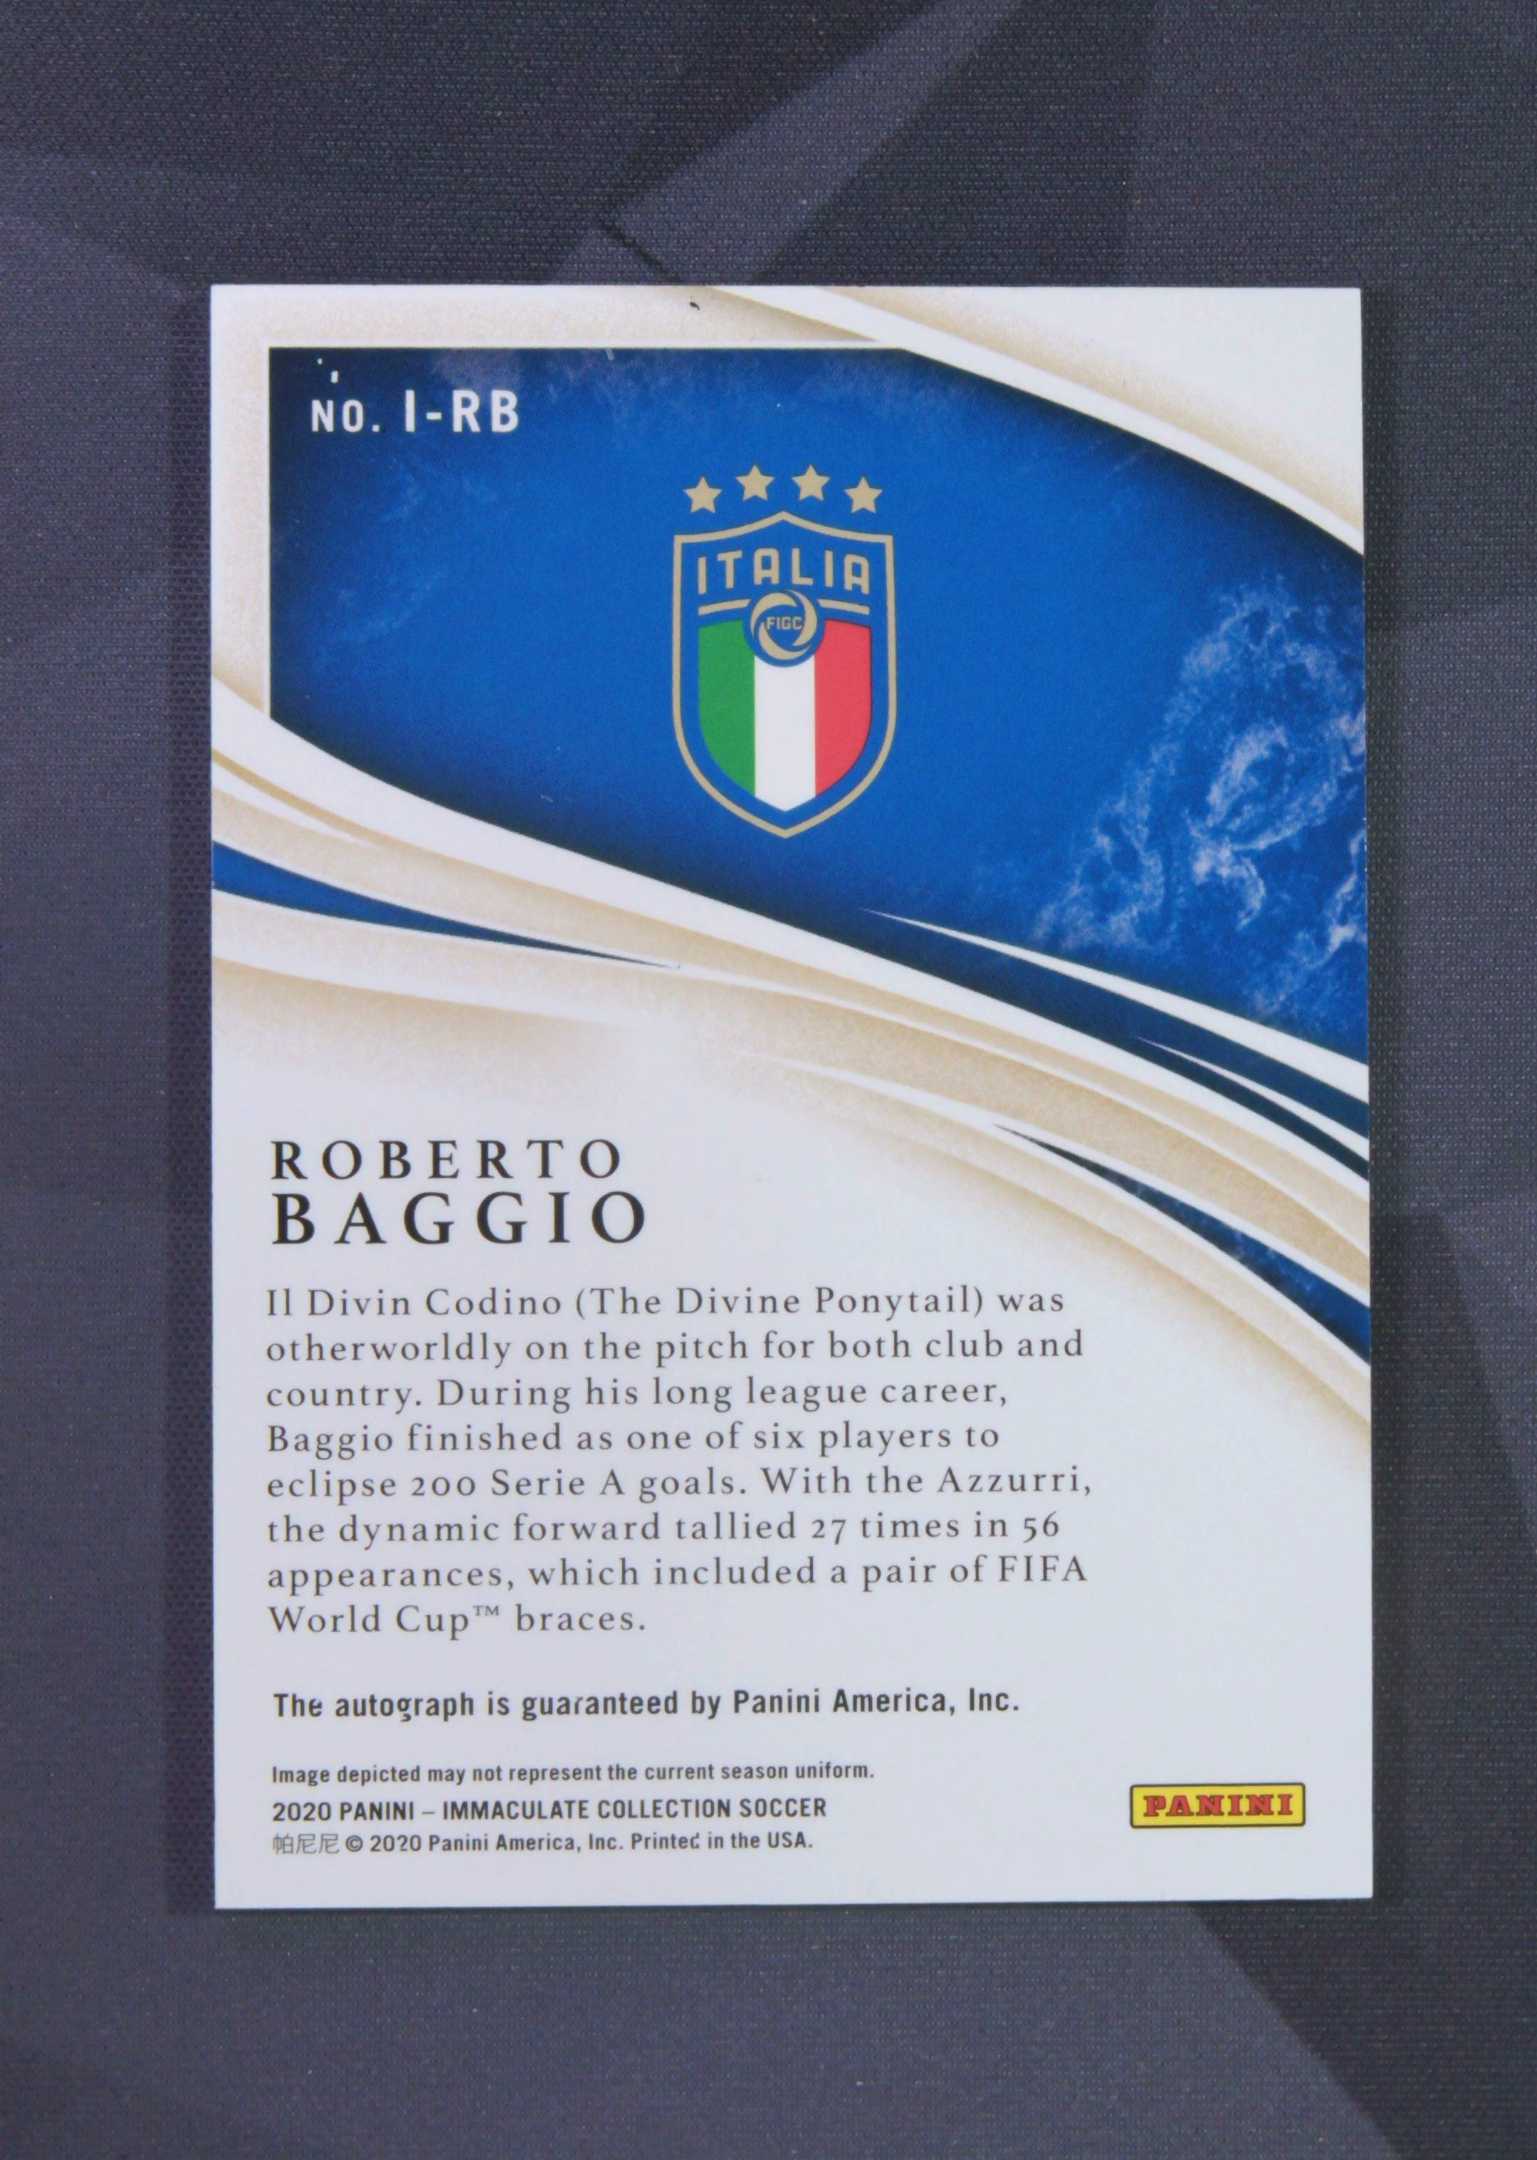 NO. I-RB
ITALIA
FIGC
ROBERTO
BAGGIO
Il Divin Codino (The Divine Ponytail) was
otherworldly on the pitch for both club and
country. During his long league career,
Baggio finished as one of six players to
eclipse 200 Serie A goals. With the Azzurri,
the dynamic forward tallied 27 times in 56
appearances, which included a pair of FIFA
World Cup™ braces.
The autograph is guaranteed by Panini America, Inc.
Image depicted may not represent the current season uniform.
2020 PANINI – IMMACULATE COLLECTION SOCCER
帕尼尼 © 2020 Panini America, Inc. Printed in the USA.
PANINI